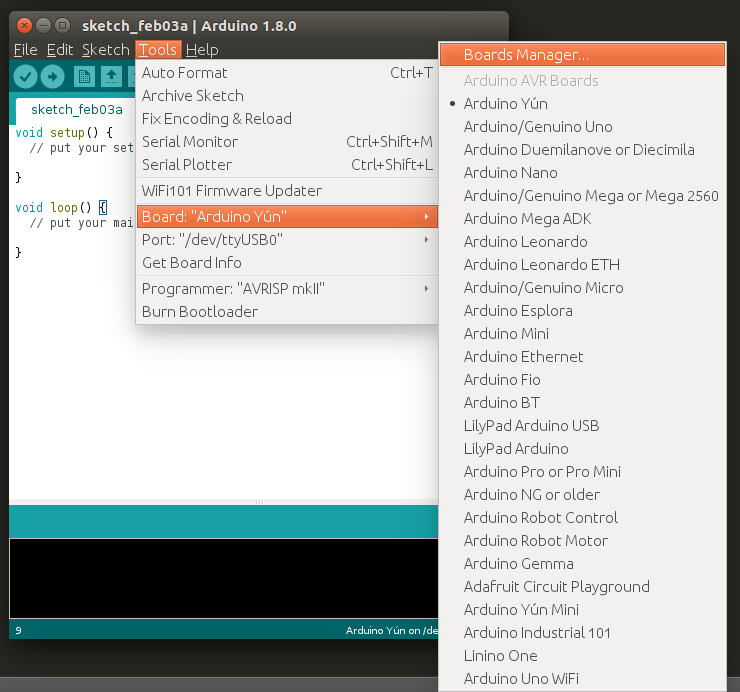 sketch_feb03a | Arduino 1.8.0
File Edit Sketch Tools Help
sketch_feb03a
void setup() {
// put your set
}
void loop() {
// put your mai
}
Auto Format Ctrl+T
Archive Sketch
Fix Encoding & Reload
Serial Monitor Ctrl+Shift+M
Serial Plotter Ctrl+Shift+L
WiFi101 Firmware Updater
Board: "Arduino Yún"
Port: "/dev/ttyUSB0"
Get Board Info
Programmer: "AVRISP mkII"
Burn Bootloader
Boards Manager...
Arduino AVR Boards
Arduino Yún
Arduino/Genuino Uno
Arduino Duemilanove or Diecimila
Arduino Nano
Arduino/Genuino Mega or Mega 2560
Arduino Mega ADK
Arduino Leonardo
Arduino Leonardo ETH
Arduino/Genuino Micro
Arduino Esplora
Arduino Mini
Arduino Ethernet
Arduino Fio
Arduino BT
LilyPad Arduino USB
LilyPad Arduino
Arduino Pro or Pro Mini
Arduino NG or older
Arduino Robot Control
Arduino Robot Motor
Arduino Gemma
Adafruit Circuit Playground
Arduino Yún Mini
Arduino Industrial 101
Linino One
Arduino Uno WiFi
9 Arduino Yún on /de